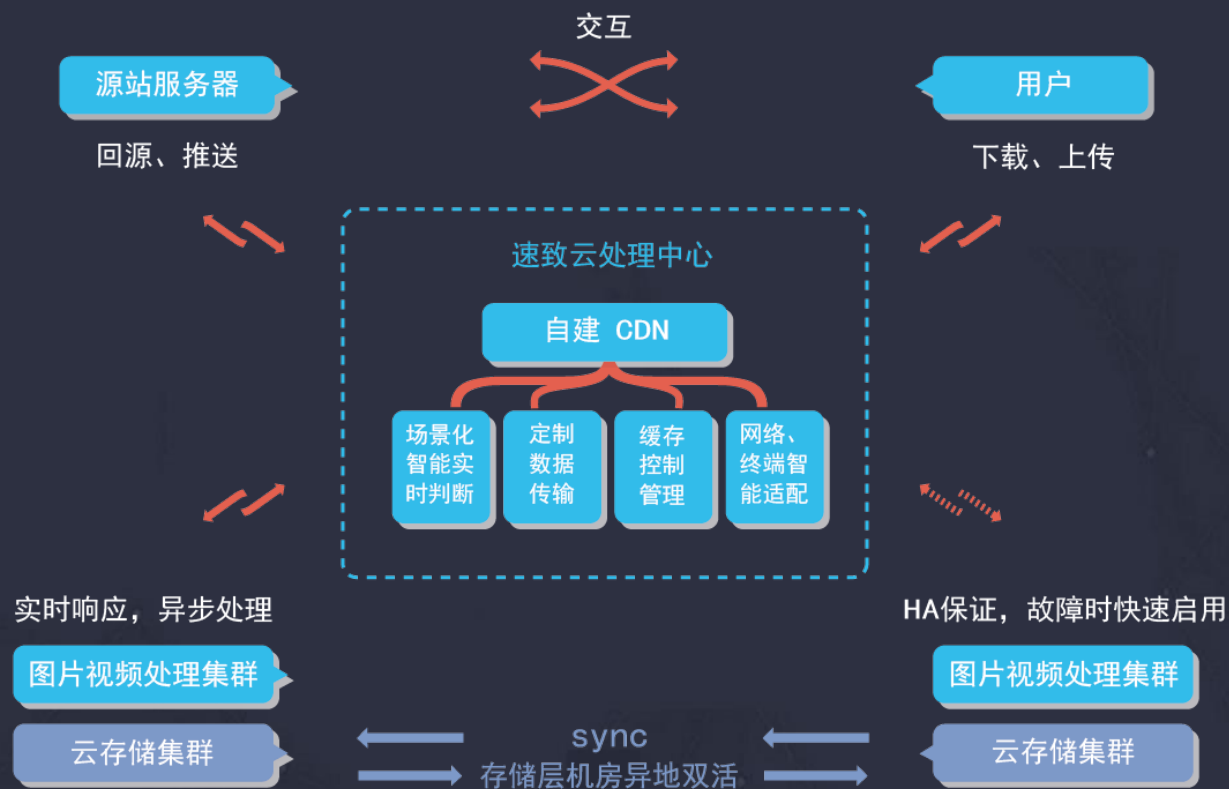 交互
源站服务器
用户
回源、推送
下载、上传
速致云处理中心
自建 CDN
场景化
智能实
时判断
定制
数据
传输
缓存
控制
管理
网络、
终端智
能适配
实时响应，异步处理
HA保证，故障时快速启用
图片视频处理集群
图片视频处理集群
云存储集群
sync
存储层机房异地双活
云存储集群